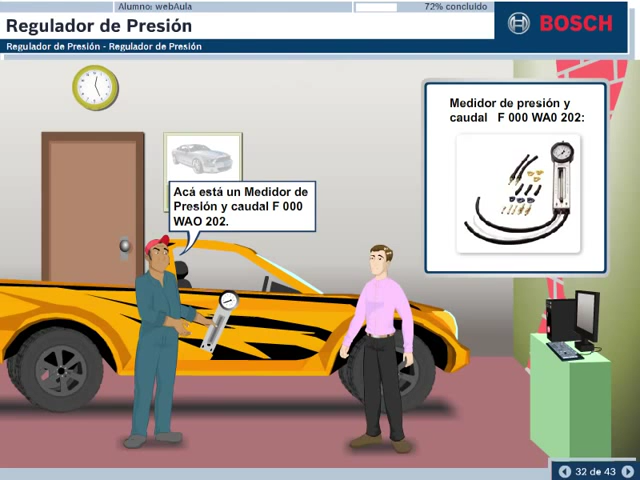 Alumno: webAula
72% concluído
Regulador de Presión
BOSCH
Regulador de Presión - Regulador de Presión
Medidor de presión y
caudal F 000 WA0 202:
Acá está un Medidor de
Presión y caudal F 000
WAO 202.
32 de 43